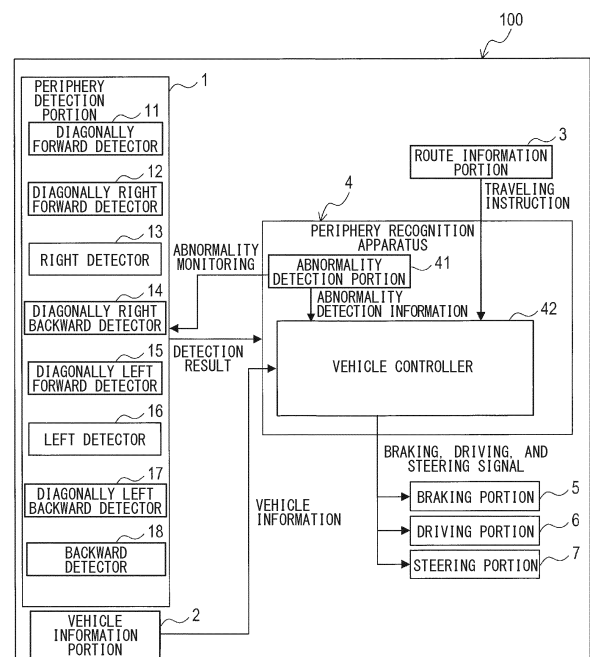 100
PERIPHERY
DETECTION
PORTION
1
11
DIAGONALLY
FORWARD DETECTOR
12
DIAGONALLY RIGHT
FORWARD DETECTOR
13
RIGHT DETECTOR
14
DIAGONALLY RIGHT
BACKWARD DETECTOR
15
DIAGONALLY LEFT
FORWARD DETECTOR
16
LEFT DETECTOR
17
DIAGONALLY LEFT
BACKWARD DETECTOR
18
BACKWARD
DETECTOR
2
VEHICLE
INFORMATION
PORTION
3
ROUTE INFORMATION
PORTION
TRAVELING
INSTRUCTION
4
PERIPHERY RECOGNITION
APPARATUS
ABNORMALITY
MONITORING
41
ABNORMALITY
DETECTION PORTION
ABNORMALITY
DETECTION INFORMATION
42
DETECTION
RESULT
VEHICLE CONTROLLER
VEHICLE
INFORMATION
BRAKING, DRIVING, AND
STEERING SIGNAL
5
BRAKING PORTION
6
DRIVING PORTION
7
STEERING PORTION